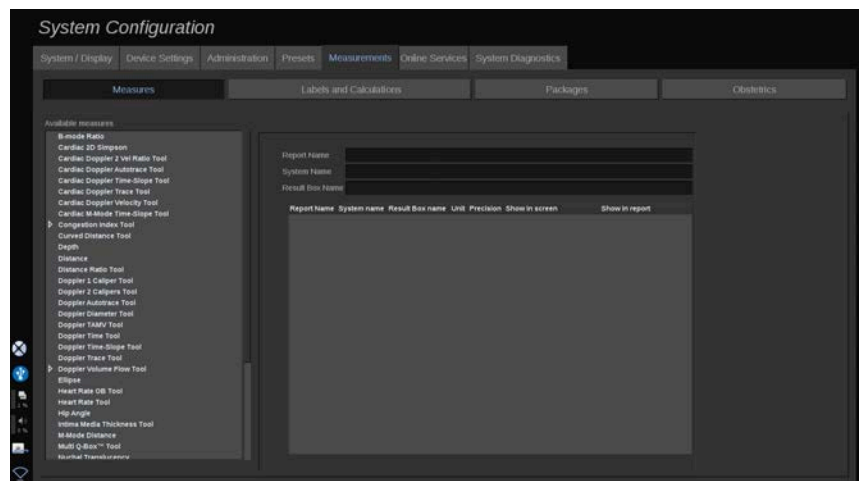 System Configuration
System / Display Device Settings Administration Presets Measurements Online Services System Diagnostics
Measures Labels and Calculations Packages Obstetrics
Available measures
B-mode Ratio
Cardiac 2D Simpson
Cardiac Doppler 2 Vel Ratio Tool
Cardiac Doppler Autotrace Tool
Cardiac Doppler Time-Slope Tool
Cardiac Doppler Trace Tool
Cardiac Doppler Velocity Tool
Cardiac M-Mode Time-Slope Tool
Congestion Index Tool
Curved Distance Tool
Depth
Distance
Distance Ratio Tool
Doppler 1 Caliper Tool
Doppler 2 Calipers Tool
Doppler Autotrace Tool
Doppler Diameter Tool
Doppler TAMV Tool
Doppler Time Tool
Doppler Time-Slope Tool
Doppler Trace Tool
Doppler Volume Flow Tool
Ellipse
Heart Rate OB Tool
Heart Rate Tool
Hip Angle
Intima Media Thickness Tool
M-Mode Distance
Multi Q-Box™ Tool
Nuchal Translucency
Report Name
System Name
Result Box Name
Report Name System name Result Box name Unit Precision Show in screen Show in report